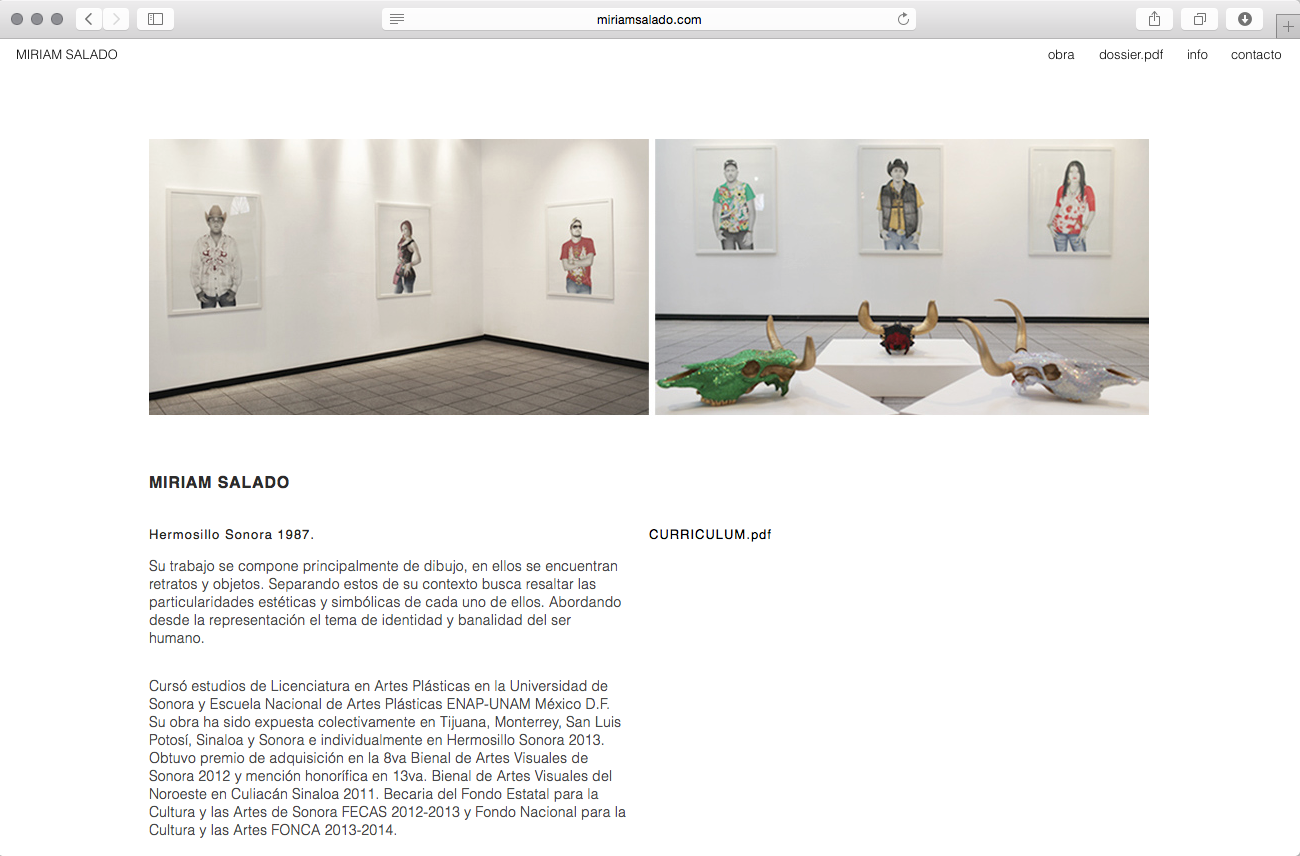 miriamsalado.com
MIRIAM SALADO
obra dossier.pdf info contacto
MIRIAM SALADO
Hermosillo Sonora 1987.
CURRICULUM.pdf
Su trabajo se compone principalmente de dibujo, en ellos se encuentran
retratos y objetos. Separando estos de su contexto busca resaltar las
particularidades estéticas y simbólicas de cada uno de ellos. Abordando
desde la representación el tema de identidad y banalidad del ser
humano.
Cursó estudios de Licenciatura en Artes Plásticas en la Universidad de
Sonora y Escuela Nacional de Artes Plásticas ENAP-UNAM México D.F.
Su obra ha sido expuesta colectivamente en Tijuana, Monterrey, San Luis
Potosí, Sinaloa y Sonora e individualmente en Hermosillo Sonora 2013.
Obtuvo premio de adquisición en la 8va Bienal de Artes Visuales de
Sonora 2012 y mención honorífica en 13va. Bienal de Artes Visuales del
Noroeste en Culiacán Sinaloa 2011. Becaria del Fondo Estatal para la
Cultura y las Artes de Sonora FECAS 2012-2013 y Fondo Nacional para la
Cultura y las Artes FONCA 2013-2014.